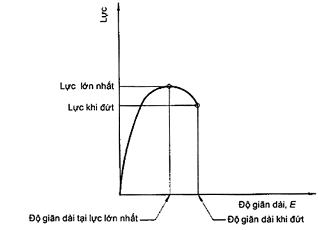 Lực
Lực lớn nhất
Lực khi đứt
Độ giãn dài, E
Độ giãn dài tại lực lớn nhất
Độ giãn dài khi đứt